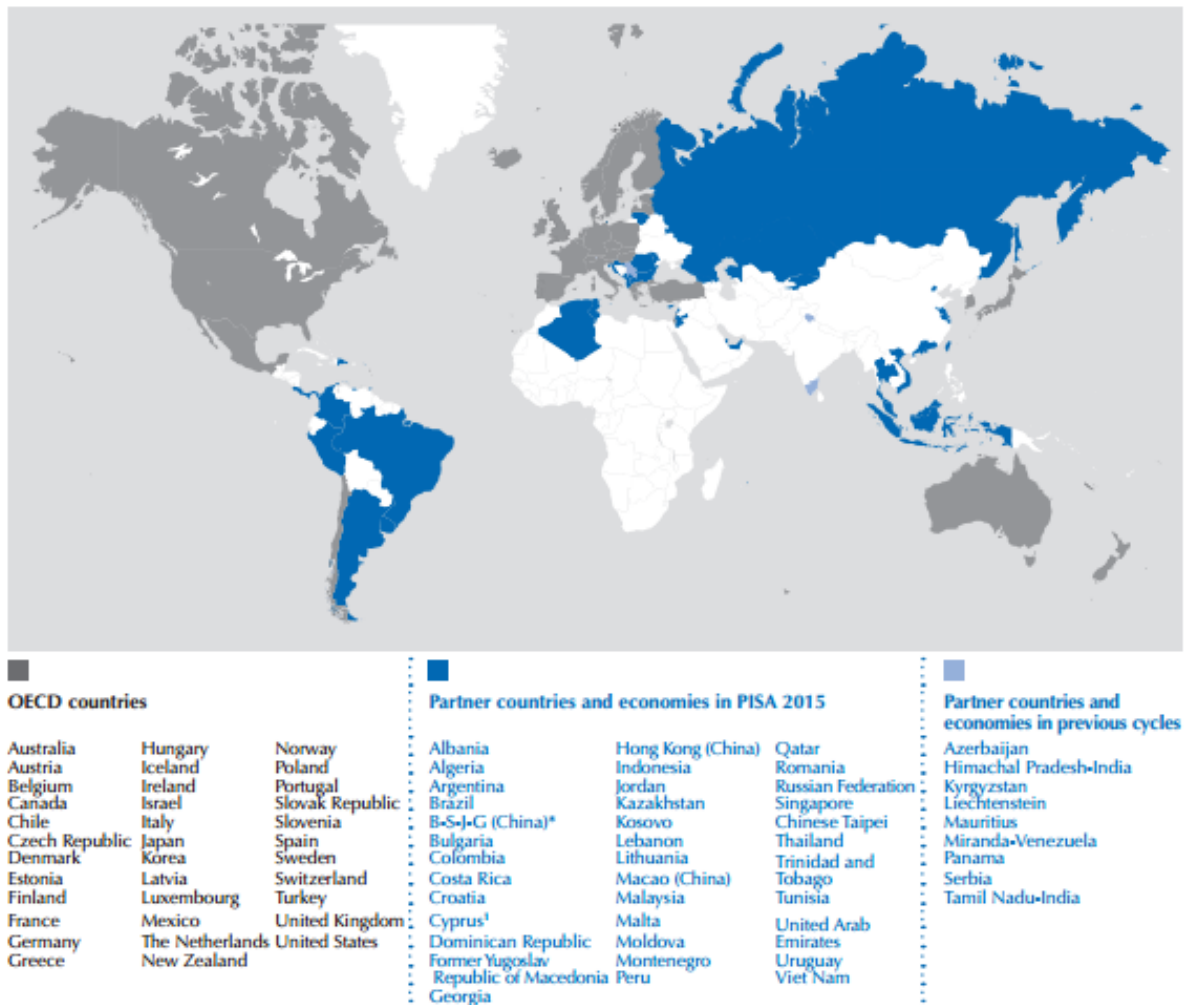 OECD countries
Australia
Austria
Belgium
Canada
Chile
Czech Republic
Denmark
Estonia
Finland
France
Germany
Greece
Hungary
Iceland
Ireland
Israel
Italy
Japan
Korea
Latvia
Luxembourg
Mexico
The Netherlands
New Zealand
Norway
Poland
Portugal
Slovak Republic
Slovenia
Spain
Sweden
Switzerland
Turkey
United Kingdom
United States
Partner countries and economies in PISA 2015
Albania
Algeria
Argentina
Brazil
B-S-J-G (China)*
Bulgaria
Colombia
Costa Rica
Croatia
Cyprus¹
Dominican Republic
Former Yugoslav
Republic of Macedonia
Georgia
Hong Kong (China)
Indonesia
Jordan
Kazakhstan
Kosovo
Lebanon
Lithuania
Macao (China)
Malaysia
Malta
Moldova
Montenegro
Peru
Qatar
Romania
Russian Federation
Singapore
Chinese Taipei
Thailand
Trinidad and
Tobago
Tunisia
United Arab
Emirates
Uruguay
Viet Nam
Partner countries and
economies in previous cycles
Azerbaijan
Himachal Pradesh-India
Kyrgyzstan
Liechtenstein
Mauritius
Miranda-Venezuela
Panama
Serbia
Tamil Nadu-India